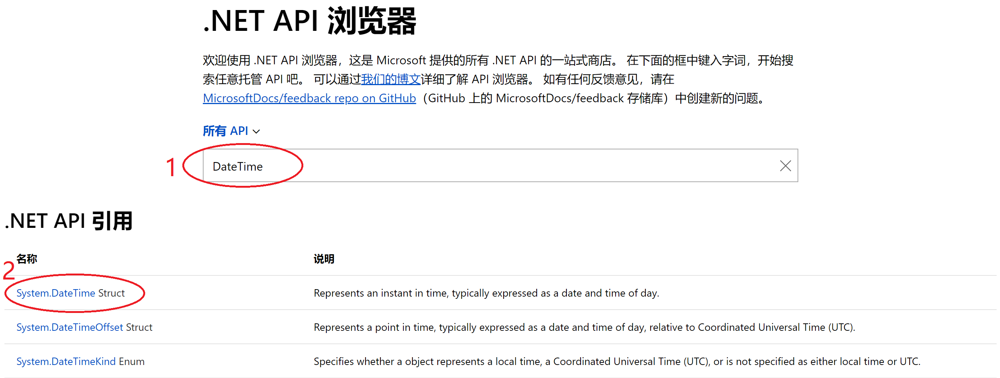 .NET API 浏览器
欢迎使用 .NET API 浏览器，这是 Microsoft 提供的所有 .NET API 的一站式商店。 在下面的框中键入字词，开始搜
索任意托管 API 吧。 可以通过我们的博文详细了解 API 浏览器。 如有任何反馈意见，请在
MicrosoftDocs/feedback repo on GitHub（GitHub 上的 MicrosoftDocs/feedback 存储库）中创建新的问题。
所有 API
1 DateTime
.NET API 引用
名称 说明
2
System.DateTime Struct Represents an instant in time, typically expressed as a date and time of day.
System.DateTimeOffset Struct Represents a point in time, typically expressed as a date and time of day, relative to Coordinated Universal Time (UTC).
System.DateTimeKind Enum Specifies whether a object represents a local time, a Coordinated Universal Time (UTC), or is not specified as either local time or UTC.